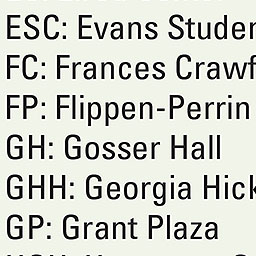 ESC: Evans Studen
FC: Frances Crawf
FP: Flippen-Perrin
GH: Gosser Hall
GHH: Georgia Hick
GP: Grant Plaza